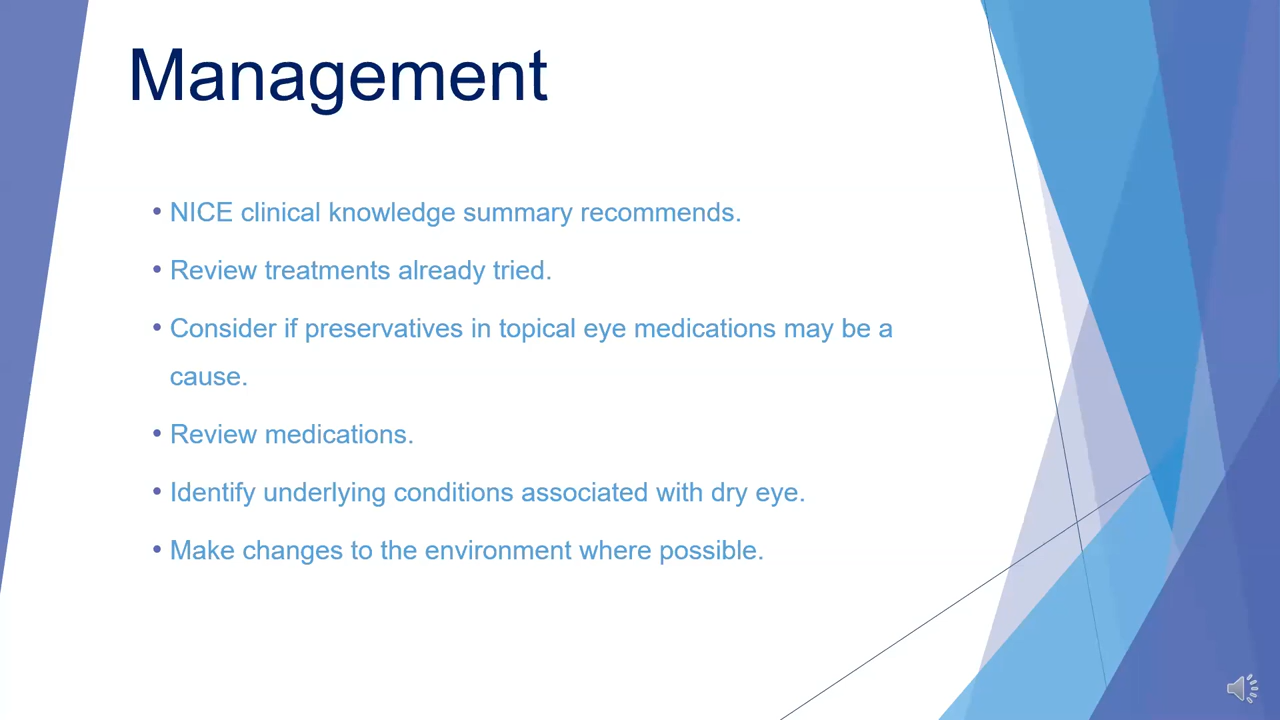 Management
• NICE clinical knowledge summary recommends.
• Review treatments already tried.
• Consider if preservatives in topical eye medications may be a
cause.
• Review medications.
• Identify underlying conditions associated with dry eye.
• Make changes to the environment where possible.